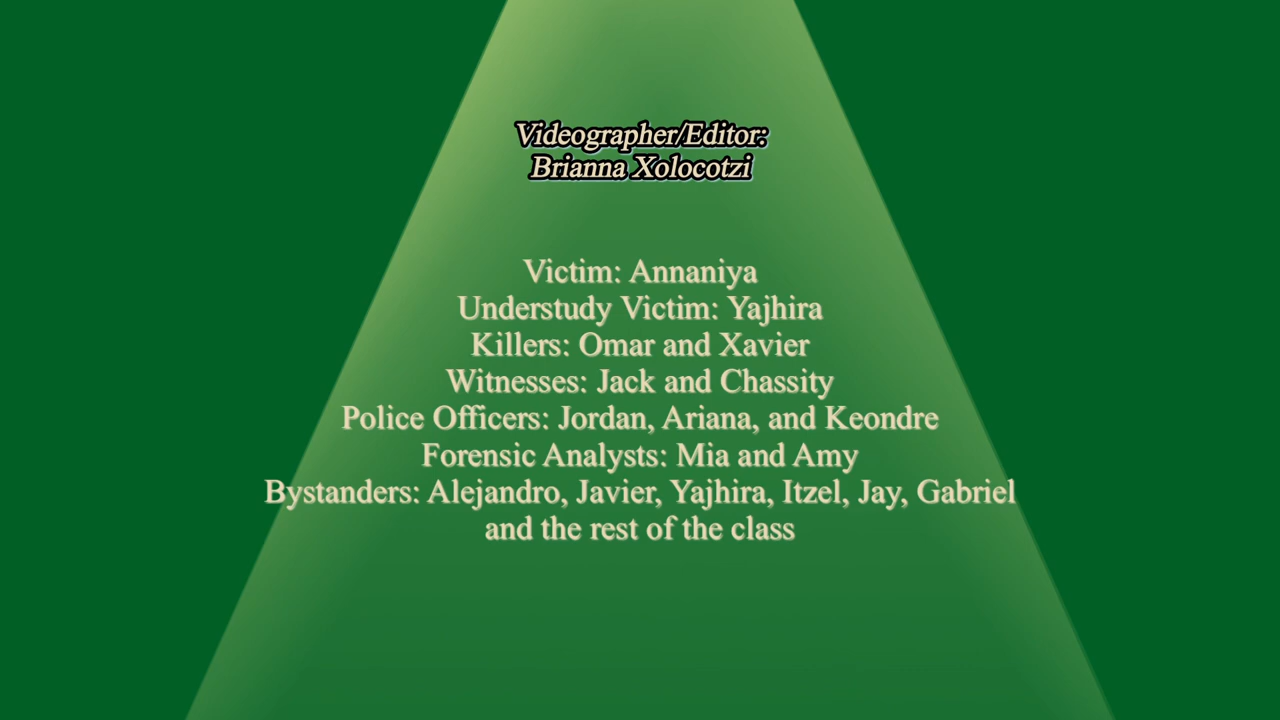 Videographer/Editor:
Brianna Xolocotzi
Victim: Annaniya
Understudy Victim: Yajhira
Killers: Omar and Xavier
Witnesses: Jack and Chassity
Police Officers: Jordan, Ariana, and Keondre
Forensic Analysts: Mia and Amy
Bystanders: Alejandro, Javier, Yajhira, Itzel, Jay, Gabriel
and the rest of the class